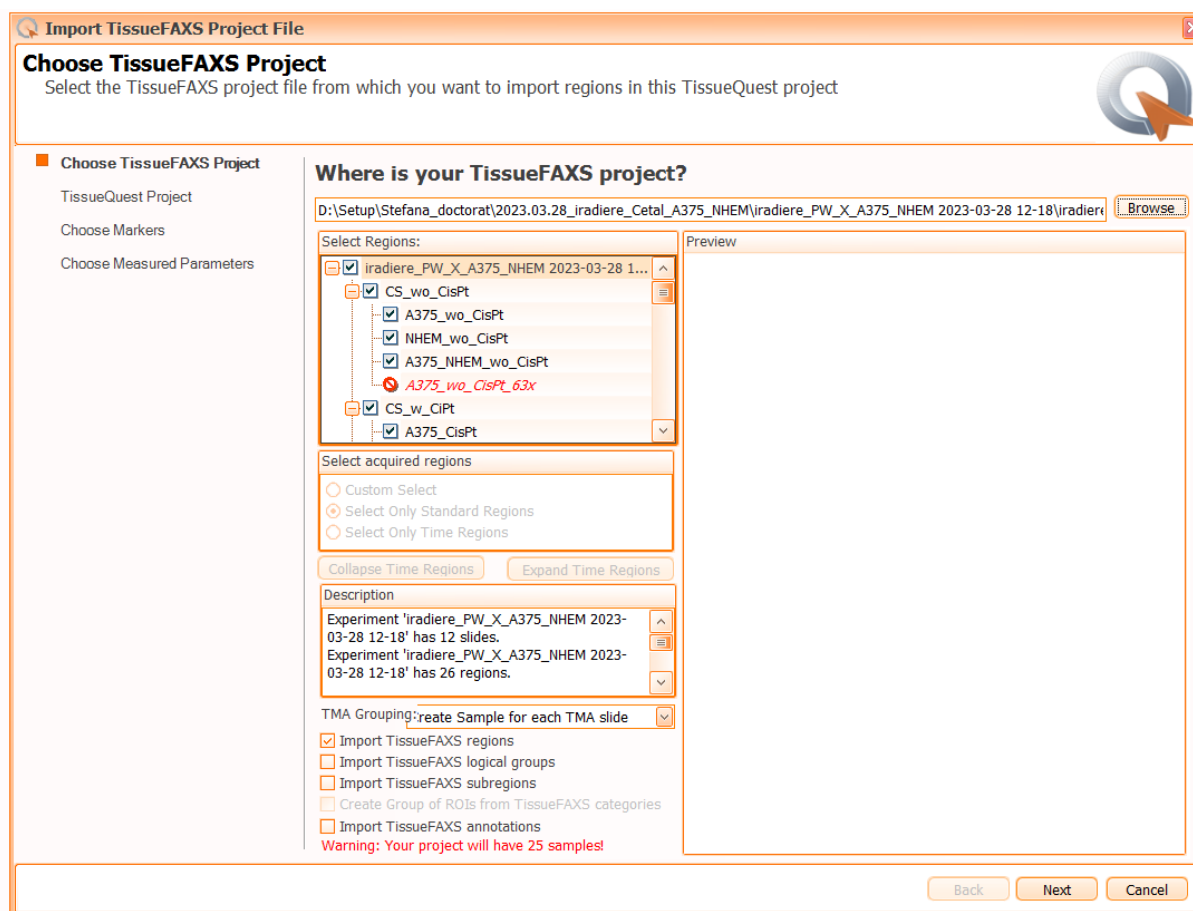 Import TissueFAXS Project File
Choose TissueFAXS Project
Select the TissueFAXS project file from which you want to import regions in this TissueQuest project
Choose TissueFAXS Project
TissueQuest Project
Choose Markers
Choose Measured Parameters
Where is your TissueFAXS project?
D:\Setup\Stefana_doctorat\2023.03.28_iradiere_Cetal_A375_NHEM\iradiere_PW_X_A375_NHEM 2023-03-28 12-18\iradiere
Browse
Select Regions:
iradiere_PW_X_A375_NHEM 2023-03-28 1...
CS_wo_CisPt
A375_wo_CisPt
NHEM_wo_CisPt
A375_NHEM_wo_CisPt
A375_wo_CisPt_63x
CS_w_CiPt
A375_CisPt
Preview
Select acquired regions
Custom Select
Select Only Standard Regions
Select Only Time Regions
Collapse Time Regions Expand Time Regions
Description
Experiment 'iradiere_PW_X_A375_NHEM 2023-
03-28 12-18' has 12 slides.
Experiment 'iradiere_PW_X_A375_NHEM 2023-
03-28 12-18' has 26 regions.
TMA Grouping: reate Sample for each TMA slide
Import TissueFAXS regions
Import TissueFAXS logical groups
Import TissueFAXS subregions
Create Group of ROIs from TissueFAXS categories
Import TissueFAXS annotations
Warning: Your project will have 25 samples!
Back Next Cancel